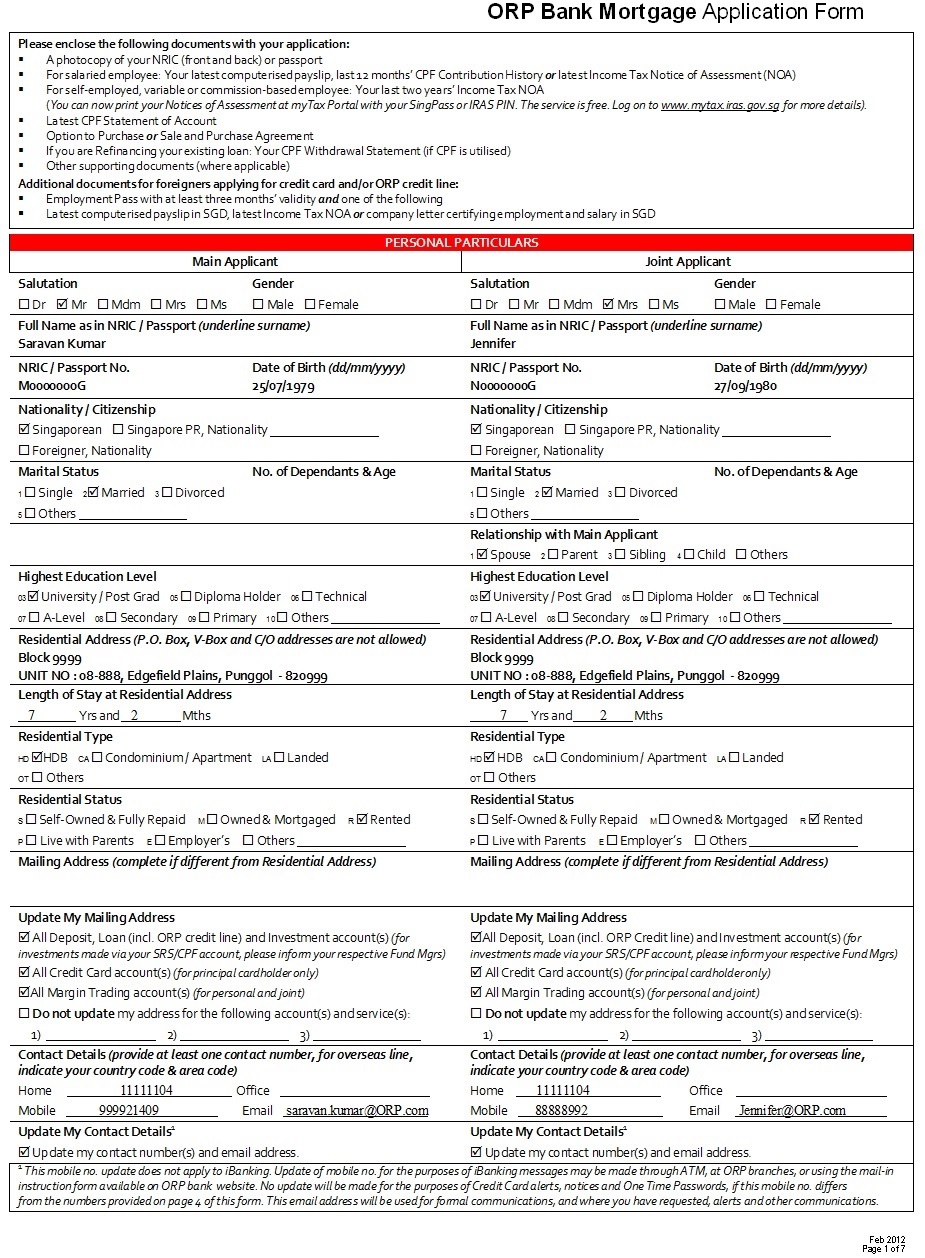 ORP Bank Mortgage Application Form
Please enclose the following documents with your application:
▪ A photocopy of your NRIC (front and back) or passport
▪ For salaried employee: Your latest computerised payslip, last 12 months’ CPF Contribution History or latest Income Tax Notice of Assessment (NOA)
▪ For self-employed, variable or commission-based employee: Your last two years’ Income Tax NOA
(You can now print your Notices of Assessment at myTax Portal with your SingPass or IRAS PIN. The service is free. Log on to www.mytax.iras.gov.sg for more details).
▪ Latest CPF Statement of Account
▪ Option to Purchase or Sale and Purchase Agreement
▪ If you are Refinancing your existing loan: Your CPF Withdrawal Statement (if CPF is utilised)
▪ Other supporting documents (where applicable)
Additional documents for foreigners applying for credit card and/or ORP credit line:
▪ Employment Pass with at least three months’ validity and one of the following
▪ Latest computerised payslip in SGD, latest Income Tax NOA or company letter certifying employment and salary in SGD
PERSONAL PARTICULARS
Main Applicant Joint Applicant
Salutation Gender Salutation Gender
☐ Dr ☑ Mr ☐ Mdm ☐ Mrs ☐ Ms ☐ Male ☐ Female ☐ Dr ☐ Mr ☐ Mdm ☑ Mrs ☐ Ms ☐ Male ☐ Female
Full Name as in NRIC / Passport (underline surname) Full Name as in NRIC / Passport (underline surname)
Saravan Kumar Jennifer
NRIC / Passport No. Date of Birth (dd/mm/yyyy) NRIC / Passport No. Date of Birth (dd/mm/yyyy)
M0000000G 25/07/1979 N0000000G 27/09/1980
Nationality / Citizenship Nationality / Citizenship
☑ Singaporean ☐ Singapore PR, Nationality ________ ☑ Singaporean ☐ Singapore PR, Nationality ________
☐ Foreigner, Nationality ☐ Foreigner, Nationality
Marital Status No. of Dependants & Age Marital Status No. of Dependants & Age
1 ☐ Single 2 ☑ Married 3 ☐ Divorced 1 ☐ Single 2 ☑ Married 3 ☐ Divorced
5 ☐ Others ________ 5 ☐ Others ________
Relationship with Main Applicant
1 ☑ Spouse 2 ☐ Parent 3 ☐ Sibling 4 ☐ Child ☐ Others
Highest Education Level Highest Education Level
03 ☑ University / Post Grad 05 ☐ Diploma Holder 06 ☐ Technical 03 ☑ University / Post Grad 05 ☐ Diploma Holder 06 ☐ Technical
07 ☐ A-Level 08 ☐ Secondary 09 ☐ Primary 10 ☐ Others ________ 07 ☐ A-Level 08 ☐ Secondary 09 ☐ Primary 10 ☐ Others ________
Residential Address (P.O. Box, V-Box and C/O addresses are not allowed) Residential Address (P.O. Box, V-Box and C/O addresses are not allowed)
Block 9999 Block 9999
UNIT NO : 08-888, Edgefield Plains, Punggol - 820999 UNIT NO : 08-888, Edgefield Plains, Punggol - 820999
Length of Stay at Residential Address Length of Stay at Residential Address
7 Yrs and 2 Mths 7 Yrs and 2 Mths
Residential Type Residential Type
HD ☑ HDB CA ☐ Condominium / Apartment LA ☐ Landed HD ☑ HDB CA ☐ Condominium / Apartment LA ☐ Landed
OT ☐ Others OT ☐ Others
Residential Status Residential Status
S ☐ Self-Owned & Fully Repaid M ☐ Owned & Mortgaged R ☑ Rented S ☐ Self-Owned & Fully Repaid M ☐ Owned & Mortgaged R ☑ Rented
P ☐ Live with Parents E ☐ Employer’s ☐ Others ________ P ☐ Live with Parents E ☐ Employer’s ☐ Others ________
Mailing Address (complete if different from Residential Address) Mailing Address (complete if different from Residential Address)
Update My Mailing Address Update My Mailing Address
☑ All Deposit, Loan (incl. ORP credit line) and Investment account(s) (for ☑ All Deposit, Loan (incl. ORP Credit line) and Investment account(s) (for
investments made via your SRS/CPF account, please inform your respective Fund Mgrs) investments made via your SRS/CPF account, please inform your respective Fund Mgrs)
☑ All Credit Card account(s) (for principal cardholder only) ☑ All Credit Card account(s) (for principal cardholder only)
☑ All Margin Trading account(s) (for personal and joint) ☑ All Margin Trading account(s) (for personal and joint)
☐ Do not update my address for the following account(s) and service(s): ☐ Do not update my address for the following account(s) and service(s):
1) ________ 2) ________ 3) ________ 1) ________ 2) ________ 3) ________
Contact Details (provide at least one contact number, for overseas line, Contact Details (provide at least one contact number, for overseas line,
indicate your country code & area code) indicate your country code & area code)
Home 11111104 Office ________ Home 11111104 Office ________
Mobile 999921409 Email saravan.kumar@ORP.com Mobile 88888992 Email Jennifer@ORP.com
Update My Contact Details¹ Update My Contact Details¹
☑ Update my contact number(s) and email address. ☑ Update my contact number(s) and email address.
¹ This mobile no. update does not apply to iBanking. Update of mobile no. for the purposes of iBanking messages may be made through ATM, at ORP branches, or using the mail-in
instruction form available on ORP bank website. No update will be made for the purposes of Credit Card alerts, notices and One Time Passwords, if this mobile no. differs
from the numbers provided on page 4 of this form. This email address will be used for formal communications, and where you have requested, alerts and other communications.
Feb 2012
Page 1 of 7